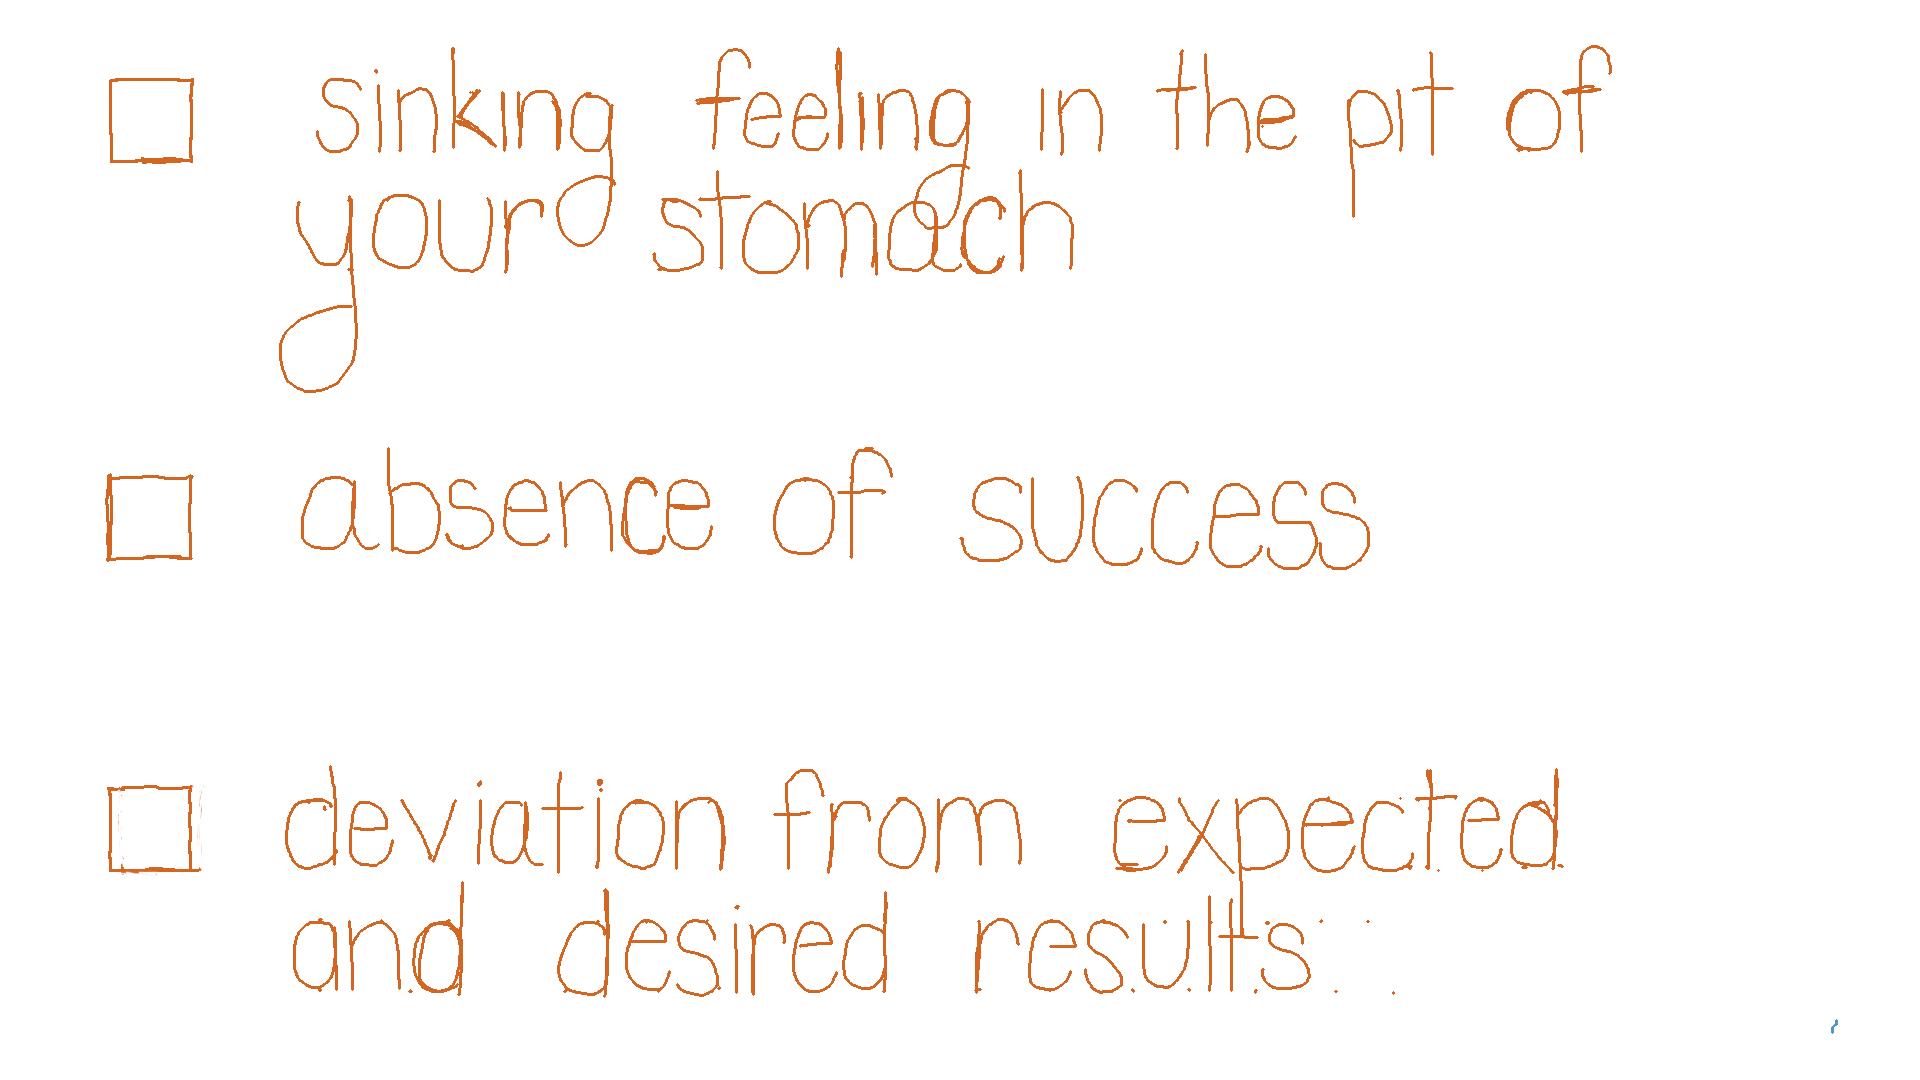 sinking feeling in the pit of
your stomach
absence of success
deviation from expected
and desired results